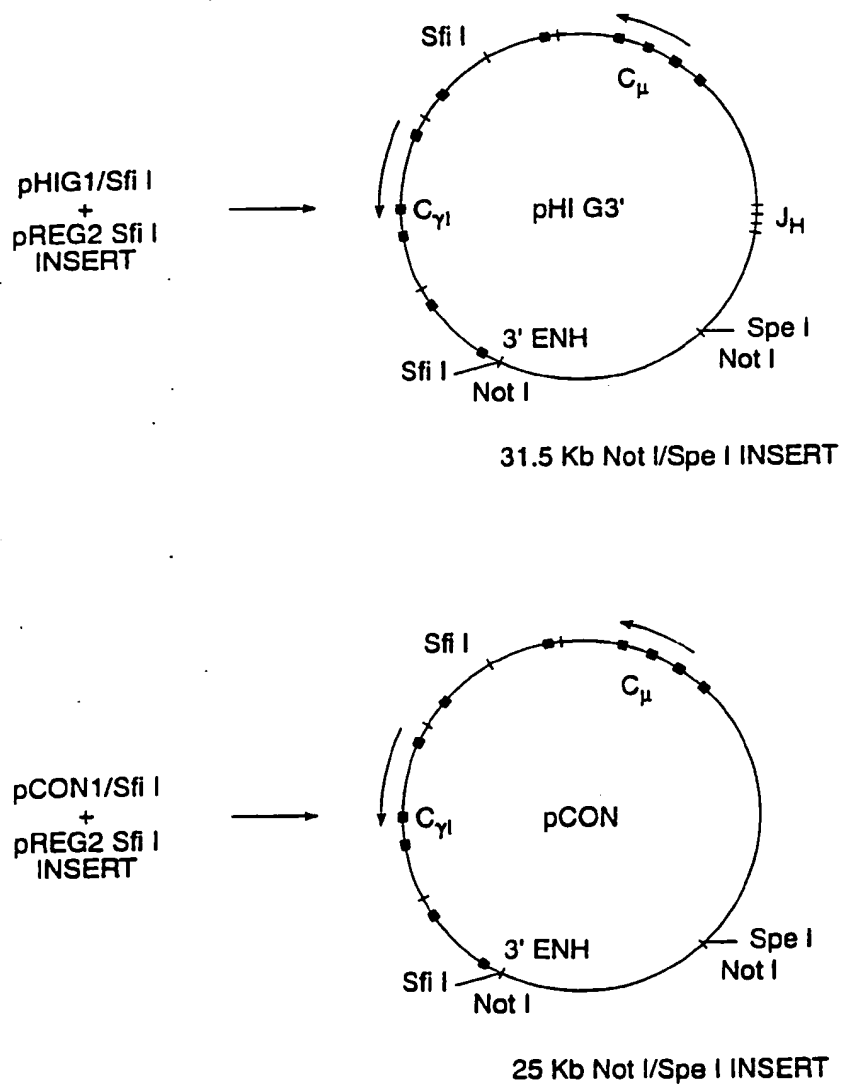 Sfi I
Cμ
pHIG1/Sfi I
+
pREG2 Sfi I
INSERT
CγI
pHI G3'
JH
3' ENH
Spe I
Sfi I
Not I
Not I
31.5 Kb Not I/Spe I INSERT
Sfi I
Cμ
pCON1/Sfi I
+
pREG2 Sfi I
INSERT
CγI
pCON
3' ENH
Spe I
Sfi I
Not I
Not I
25 Kb Not I/Spe I INSERT